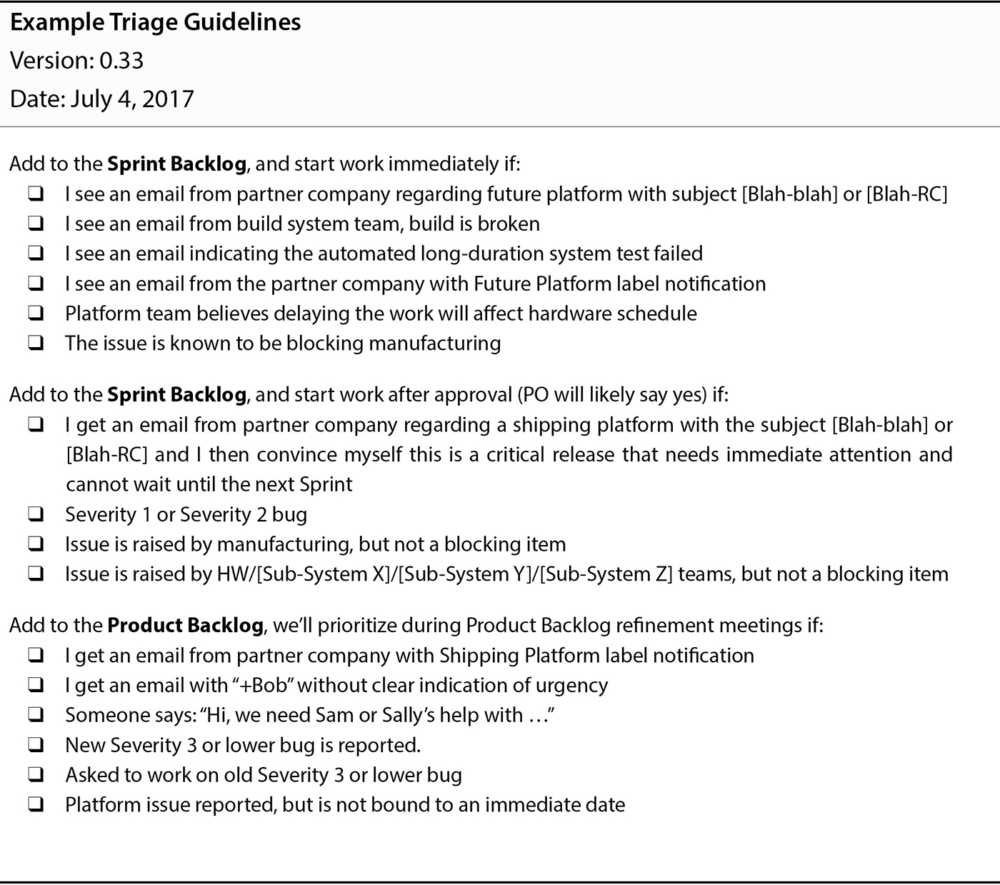 Example Triage Guidelines
Version: 0.33
Date: July 4, 2017
Add to the Sprint Backlog, and start work immediately if:
❏ I see an email from partner company regarding future platform with subject [Blah-blah] or [Blah-RC]
❏ I see an email from build system team, build is broken
❏ I see an email indicating the automated long-duration system test failed
❏ I see an email from the partner company with Future Platform label notification
❏ Platform team believes delaying the work will affect hardware schedule
❏ The issue is known to be blocking manufacturing
Add to the Sprint Backlog, and start work after approval (PO will likely say yes) if:
❏ I get an email from partner company regarding a shipping platform with the subject [Blah-blah] or
[Blah-RC] and I then convince myself this is a critical release that needs immediate attention and
cannot wait until the next Sprint
❏ Severity 1 or Severity 2 bug
❏ Issue is raised by manufacturing, but not a blocking item
❏ Issue is raised by HW/[Sub-System X]/[Sub-System Y]/[Sub-System Z] teams, but not a blocking item
Add to the Product Backlog, we’ll prioritize during Product Backlog refinement meetings if:
❏ I get an email from partner company with Shipping Platform label notification
❏ I get an email with “+Bob” without clear indication of urgency
❏ Someone says: “Hi, we need Sam or Sally’s help with …”
❏ New Severity 3 or lower bug is reported.
❏ Asked to work on old Severity 3 or lower bug
❏ Platform issue reported, but is not bound to an immediate date